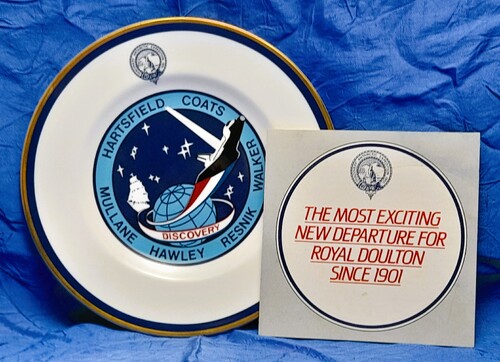 HARTSFIELD COATS
WALKER
RESNIK
HAWLEY
MULLANE
DISCOVERY
THE MOST EXCITING
NEW DEPARTURE FOR
ROYAL DOULTON
SINCE 1901